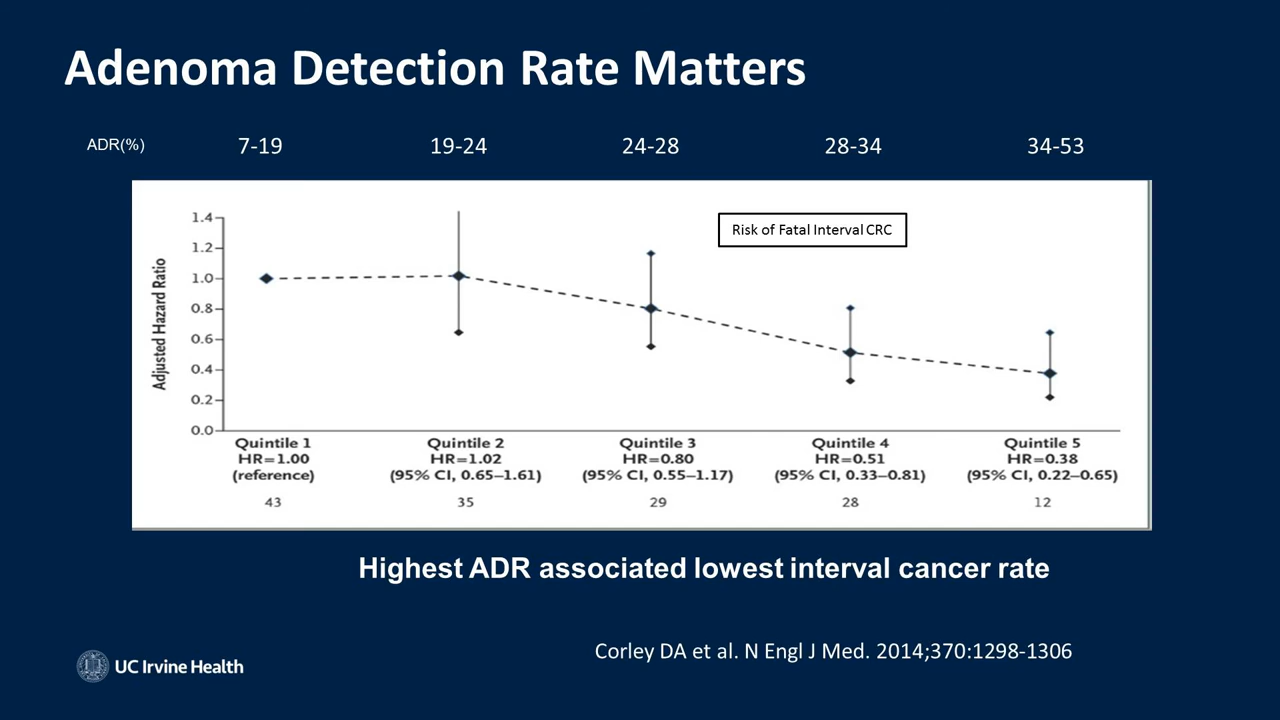 Adenoma Detection Rate Matters
ADR(%) 7-19 19-24 24-28 28-34 34-53
Risk of Fatal Interval CRC
Adjusted Hazard Ratio
1.4
1.2
1.0
0.8
0.6
0.4
0.2
0.0
Quintile 1 Quintile 2 Quintile 3 Quintile 4 Quintile 5
HR=1.00 HR=1.02 HR=0.80 HR=0.51 HR=0.38
(reference) (95% CI, 0.65–1.61) (95% CI, 0.55–1.17) (95% CI, 0.33–0.81) (95% CI, 0.22–0.65)
43 35 29 28 12
Highest ADR associated lowest interval cancer rate
Corley DA et al. N Engl J Med. 2014;370:1298-1306
UC Irvine Health